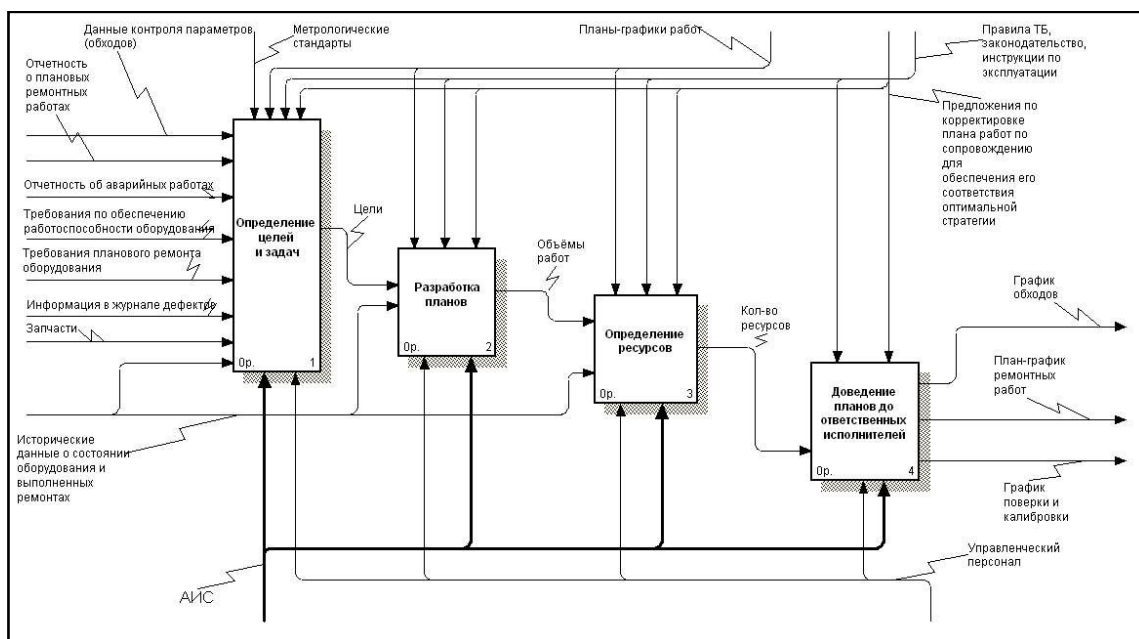 Данные контроля параметров
(обходов)
Метрологические
стандарты
Планы-графики работ
Правила ТБ,
законодательство,
инструкции по
эксплуатации
Отчетность
о плановых
ремонтных
работах
Предложения по
корректировке
плана работ по
сопровождению
для
обеспечения его
соответствия
оптимальной
стратегии
Отчетность об аварийных работах
Требования по обеспечению
работоспособности оборудования
Требования планового ремонта
оборудования
Информация в журнале дефектов
Запчасти
Определение
целей
и задач
0р.
1
Цели
Разработка
планов
0р.
2
Объёмы
работ
Определение
ресурсов
0р.
3
Кол-во
ресурсов
Доведение
планов до
ответственных
исполнителей
0р.
4
График
обходов
План-график
ремонтных
работ
График
поверки и
калибровки
Исторические
данные о состоянии
оборудования и
выполненных
ремонтах
АИС
Управленческий
персонал